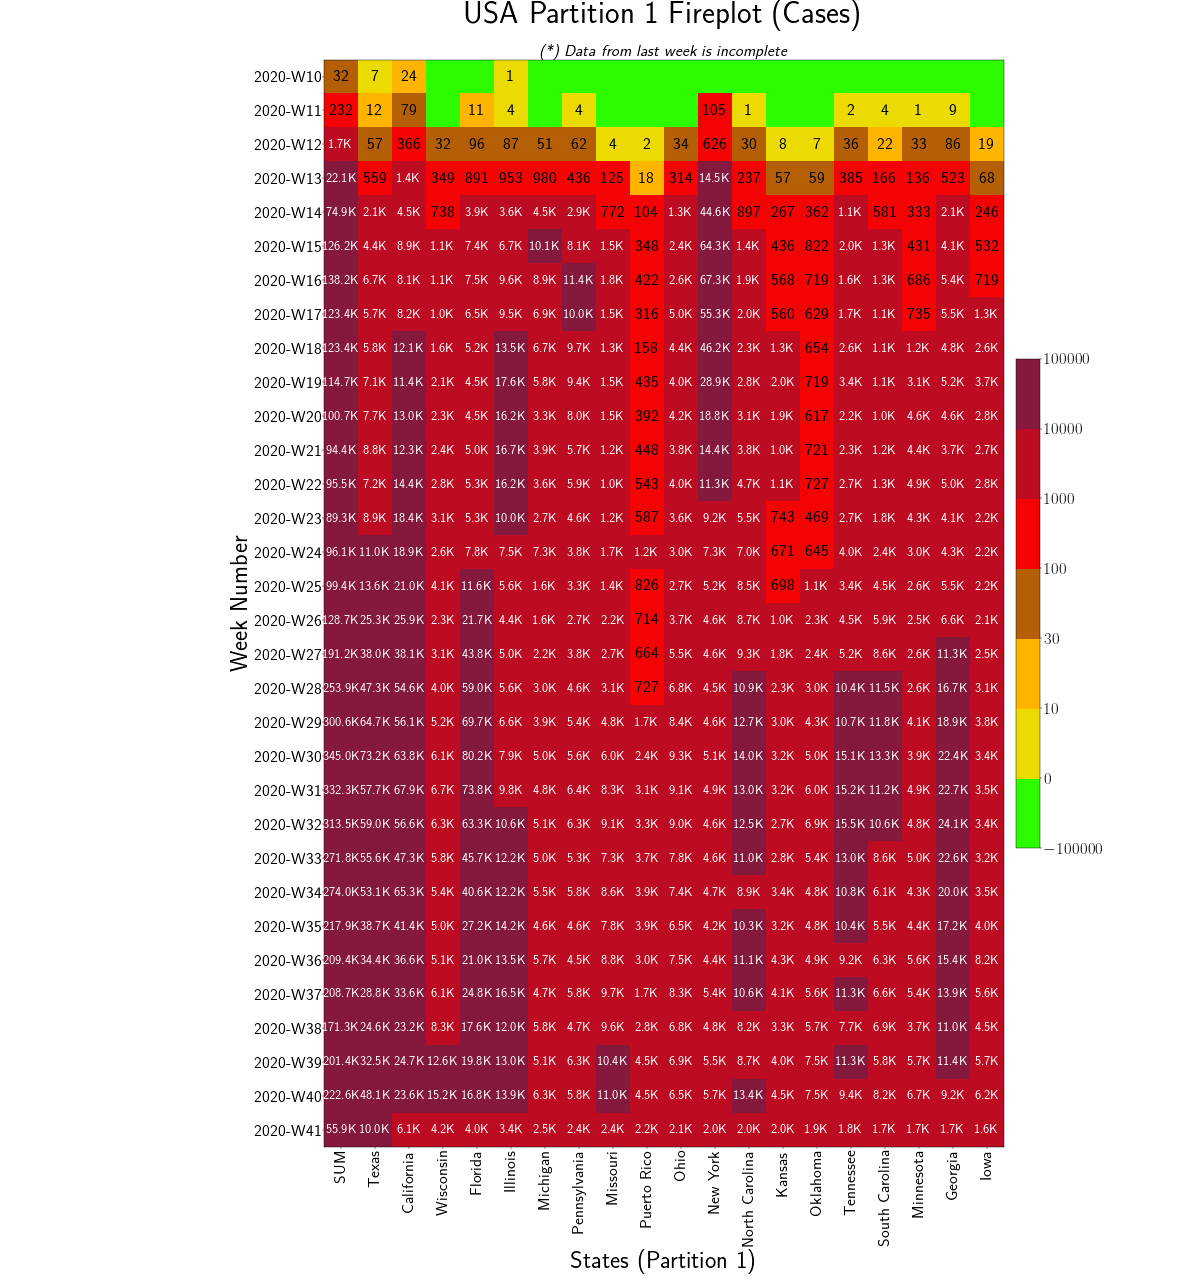 USA Partition 1 Fireplot (Cases)
(*) Data from last week is incomplete
2020-W10 32 7 24 1
2020-W11 232 12 79 11 4 4 105 1 2 4 1 9
2020-W12 1.7K 57 366 32 96 87 51 62 4 2 34 626 30 8 7 36 22 33 86 19
2020-W13 22.1K 559 1.4K 349 891 953 980 436 125 18 314 14.5K 237 57 59 385 166 136 523 68
2020-W14 74.9K 2.1K 4.5K 738 3.9K 3.6K 4.5K 2.9K 772 104 1.3K 44.6K 897 267 362 1.1K 581 333 2.1K 246
2020-W15 126.2K 4.4K 8.9K 1.1K 7.4K 6.7K 10.1K 8.1K 1.5K 348 2.4K 64.3K 1.4K 436 822 2.0K 1.3K 431 4.1K 532
2020-W16 138.2K 6.7K 8.1K 1.1K 7.5K 9.6K 8.9K 11.4K 1.8K 422 2.6K 67.3K 1.9K 568 719 1.6K 1.3K 686 5.4K 719
2020-W17 123.4K 5.7K 8.2K 1.0K 6.5K 9.5K 6.9K 10.0K 1.5K 316 5.0K 55.3K 2.0K 560 629 1.7K 1.1K 735 5.5K 1.3K
2020-W18 123.4K 5.8K 12.1K 1.6K 5.2K 13.5K 6.7K 9.7K 1.3K 158 4.4K 46.2K 2.3K 1.3K 654 2.6K 1.1K 1.2K 4.8K 2.6K
2020-W19 114.7K 7.1K 11.4K 2.1K 4.5K 17.6K 5.8K 9.4K 1.5K 435 4.0K 28.9K 2.8K 2.0K 719 3.4K 1.1K 3.1K 5.2K 3.7K
2020-W20 100.7K 7.7K 13.0K 2.3K 4.5K 16.2K 3.3K 8.0K 1.5K 392 4.2K 18.8K 3.1K 1.9K 617 2.2K 1.0K 4.6K 4.6K 2.8K
2020-W21 94.4K 8.8K 12.3K 2.4K 5.0K 16.7K 3.9K 5.7K 1.2K 448 3.8K 14.4K 3.8K 1.0K 721 2.3K 1.2K 4.4K 3.7K 2.7K
2020-W22 95.5K 7.2K 14.4K 2.8K 5.3K 16.2K 3.6K 5.9K 1.0K 543 4.0K 11.3K 4.7K 1.1K 727 2.7K 1.3K 4.9K 5.0K 2.8K
2020-W23 89.3K 8.9K 18.4K 3.1K 5.3K 10.0K 2.7K 4.6K 1.2K 587 3.6K 9.2K 5.5K 743 469 2.7K 1.8K 4.3K 4.1K 2.2K
2020-W24 96.1K 11.0K 18.9K 2.6K 7.8K 7.5K 7.3K 3.8K 1.7K 1.2K 3.0K 7.3K 7.0K 671 645 4.0K 2.4K 3.0K 4.3K 2.2K
2020-W25 99.4K 13.6K 21.0K 4.1K 11.6K 5.6K 1.6K 3.3K 1.4K 826 2.7K 5.2K 8.5K 698 1.1K 3.4K 4.5K 2.6K 5.5K 2.2K
2020-W26 128.7K 25.3K 25.9K 2.3K 21.7K 4.4K 1.6K 2.7K 2.2K 714 3.7K 4.6K 8.7K 1.0K 2.3K 4.5K 5.9K 2.5K 6.6K 2.1K
2020-W27 191.2K 38.0K 38.1K 3.1K 43.8K 5.0K 2.2K 3.8K 2.7K 664 5.5K 4.6K 9.3K 1.8K 2.4K 5.2K 8.6K 2.6K 11.3K 2.5K
2020-W28 253.9K 47.3K 54.6K 4.0K 59.0K 5.6K 3.0K 4.6K 3.1K 727 6.8K 4.5K 10.9K 2.3K 3.0K 10.4K 11.5K 2.6K 16.7K 3.1K
2020-W29 300.6K 64.7K 56.1K 5.2K 69.7K 6.6K 3.9K 5.4K 4.8K 1.7K 8.4K 4.6K 12.7K 3.0K 4.3K 10.7K 11.8K 4.1K 18.9K 3.8K
2020-W30 345.0K 73.2K 63.8K 6.1K 80.2K 7.9K 5.0K 5.6K 6.0K 2.4K 9.3K 5.1K 14.0K 3.2K 5.0K 15.1K 13.3K 3.9K 22.4K 3.4K
2020-W31 332.3K 57.7K 67.9K 6.7K 73.8K 9.8K 4.8K 6.4K 8.3K 3.1K 9.1K 4.9K 13.0K 3.2K 6.0K 15.2K 11.2K 4.9K 22.7K 3.5K
2020-W32 313.5K 59.0K 56.6K 6.3K 63.3K 10.6K 5.1K 6.3K 9.1K 3.3K 9.0K 4.6K 12.5K 2.7K 6.9K 15.5K 10.6K 4.8K 24.1K 3.4K
2020-W33 271.8K 55.6K 47.3K 5.8K 45.7K 12.2K 5.0K 5.3K 7.3K 3.7K 7.8K 4.6K 11.0K 2.8K 5.4K 13.0K 8.6K 5.0K 22.6K 3.2K
2020-W34 274.0K 53.1K 65.3K 5.4K 40.6K 12.2K 5.5K 5.8K 8.6K 3.9K 7.4K 4.7K 8.9K 3.4K 4.8K 10.8K 6.1K 4.3K 20.0K 3.5K
2020-W35 217.9K 38.7K 41.4K 5.0K 27.2K 14.2K 4.6K 4.6K 7.8K 3.9K 6.5K 4.2K 10.3K 3.2K 4.8K 10.4K 5.5K 4.4K 17.2K 4.0K
2020-W36 209.4K 34.4K 36.6K 5.1K 21.0K 13.5K 5.7K 4.5K 8.8K 3.0K 7.5K 4.4K 11.1K 4.3K 4.9K 9.2K 6.3K 5.6K 15.4K 8.2K
2020-W37 208.7K 28.8K 33.6K 6.1K 24.8K 16.5K 4.7K 5.8K 9.7K 1.7K 8.3K 5.4K 10.6K 4.1K 5.6K 11.3K 6.6K 5.4K 13.9K 5.6K
2020-W38 171.3K 24.6K 23.2K 8.3K 17.6K 12.0K 5.8K 4.7K 9.6K 2.8K 6.8K 4.8K 8.2K 3.3K 5.7K 7.7K 6.9K 3.7K 11.0K 4.5K
2020-W39 201.4K 32.5K 24.7K 12.6K 19.8K 13.0K 5.1K 6.3K 10.4K 4.5K 6.9K 5.5K 8.7K 4.0K 7.5K 11.3K 5.8K 5.7K 11.4K 5.7K
2020-W40 222.6K 48.1K 23.6K 15.2K 16.8K 13.9K 6.3K 5.8K 11.0K 4.5K 6.5K 5.7K 13.4K 4.5K 7.5K 9.4K 8.2K 6.7K 9.2K 6.2K
2020-W41 55.9K 10.0K 6.1K 4.2K 4.0K 3.4K 2.5K 2.4K 2.4K 2.2K 2.1K 2.0K 2.0K 2.0K 1.9K 1.8K 1.7K 1.7K 1.7K 1.6K
Week Number
SUM
Texas
California
Wisconsin
Florida
Illinois
Michigan
Pennsylvania
Missouri
Puerto Rico
Ohio
New York
North Carolina
Kansas
Oklahoma
Tennessee
South Carolina
Minnesota
Georgia
Iowa
States (Partition 1)
100000
10000
1000
100
30
10
0
−100000